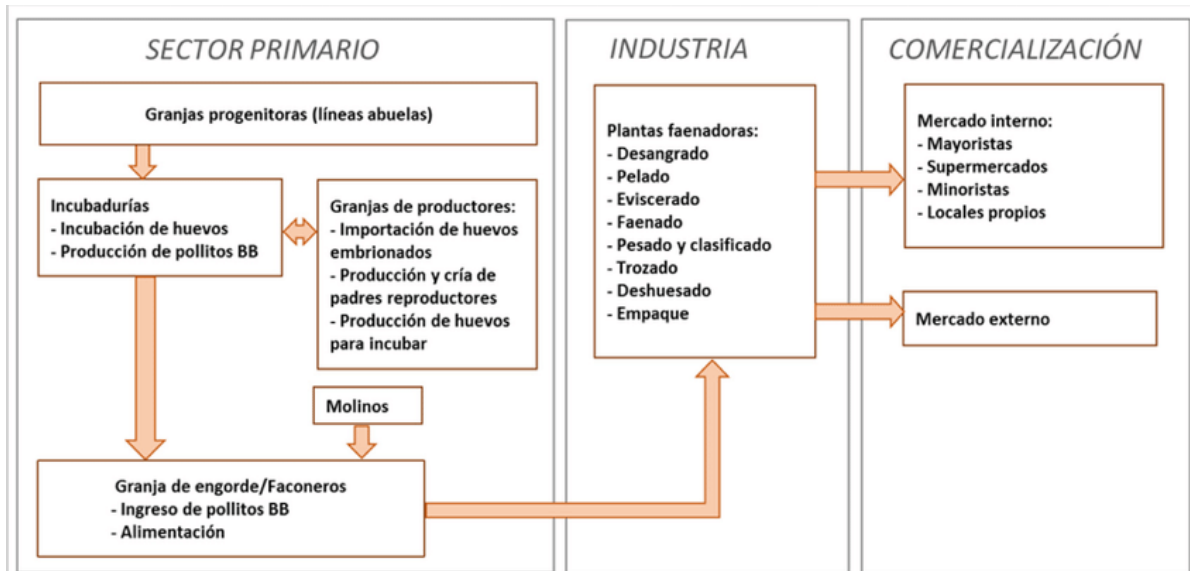 SECTOR PRIMARIO
Granjas progenitoras (líneas abuelas)
Incubadurías
- Incubación de huevos
- Producción de pollitos BB
Granjas de productores:
- Importación de huevos
embrionados
- Producción y cría de
padres reproductores
- Producción de huevos
para incubar
Molinos
Granja de engorde/Faconeros
- Ingreso de pollitos BB
- Alimentación
INDUSTRIA
Plantas faenadoras:
- Desangrado
- Pelado
- Eviscerado
- Faenado
- Pesado y clasificado
- Trozado
- Deshuesado
- Empaque
COMERCIALIZACIÓN
Mercado interno:
- Mayoristas
- Supermercados
- Minoristas
- Locales propios
Mercado externo